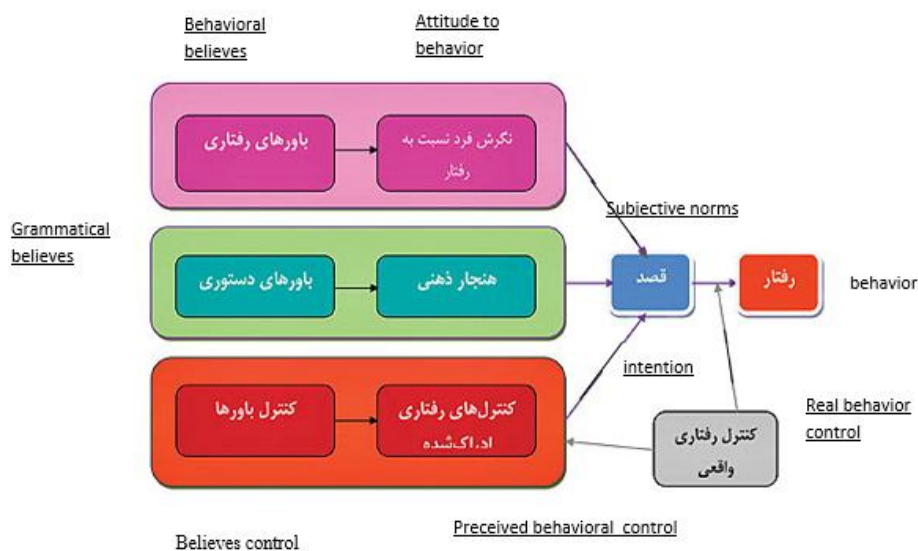 Behavioral
believes
Attitude to
behavior
باورهای رفتاری
نگرش فرد نسبت به
رفتار
Subjective norms
Grammatical
believes
باورهای دستوری
هنجار ذهنی
قصد
رفتار
behavior
intention
کنترل باورها
کنترل‌های رفتاری
ادراک‌شده
کنترل رفتاری
واقعی
Real behavior
control
Believes control
Preceived behavioral control